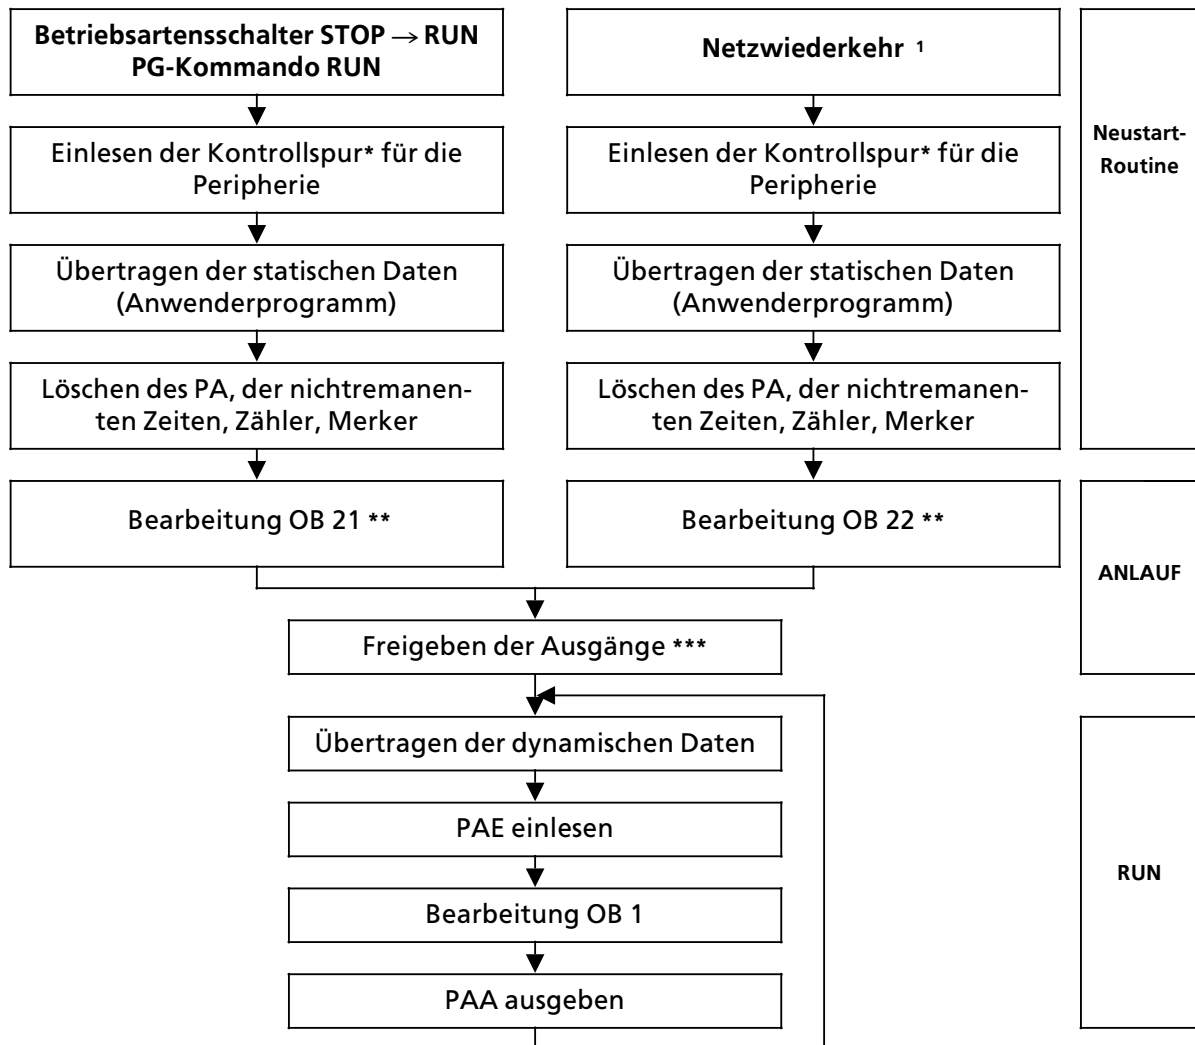 Betriebsartensschalter STOP → RUN
PG-Kommando RUN
Netzwiederkehr 1
Neustart-
Routine
Einlesen der Kontrollspur* für die
Peripherie
Einlesen der Kontrollspur* für die
Peripherie
Übertragen der statischen Daten
(Anwenderprogramm)
Übertragen der statischen Daten
(Anwenderprogramm)
Löschen des PA, der nichtremanen-
ten Zeiten, Zähler, Merker
Löschen des PA, der nichtremanen-
ten Zeiten, Zähler, Merker
Bearbeitung OB 21 **
Bearbeitung OB 22 **
ANLAUF
Freigeben der Ausgänge ***
Übertragen der dynamischen Daten
PAE einlesen
RUN
Bearbeitung OB 1
PAA ausgeben